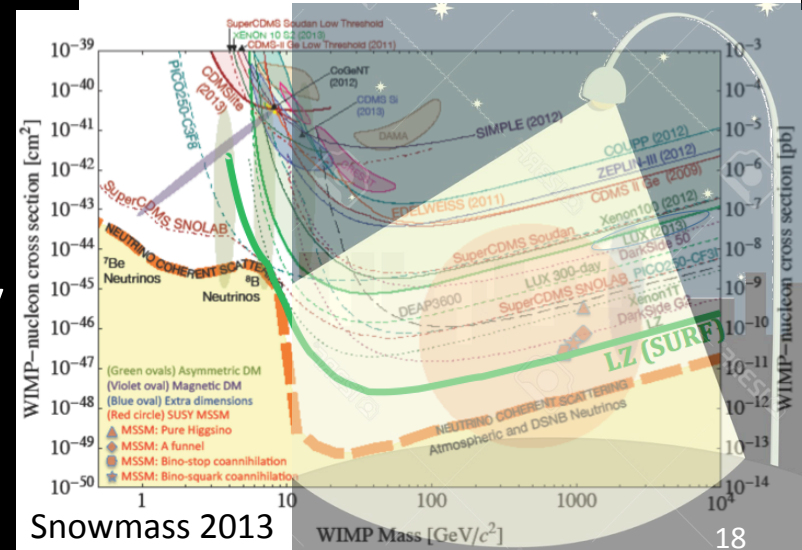 SuperCDMS Soudan Low Threshold
XENON 10 S2 (2013)
CDMS-II Ge Low Threshold (2011)
10⁻³⁹
10⁻⁴⁰
10⁻⁴¹
10⁻⁴²
10⁻⁴³
10⁻⁴⁴
10⁻⁴⁵
10⁻⁴⁶
10⁻⁴⁷
10⁻⁴⁸
10⁻⁴⁹
10⁻⁵⁰
WIMP–nucleon cross section [cm²]
PICO250-C3F8
CDMSlite
(2013)
CoGeNT
(2012)
CDMS Si
(2013)
DAMA
SIMPLE (2012)
COUPP (2012)
ZEPLIN-III (2012)
CDMS II Ge (2009)
EDELWEISS (2011)
Xenon100 (2012)
SuperCDMS SNOLAB
SuperCDMS Soudan
LUX (2013)
DarkSide 50
LUX 300-day
PICO250-CF3I
DEAP3600
SuperCDMS SNOLAB
Xenon1T
DarkSide G2
LZ
LZ (SURF)
NEUTRINO COHERENT SCATTE
⁷Be
Neutrinos
⁸B
Neutrinos
NEUTRINO COHERENT SCATTERING
Atmospheric and DSNB Neutrinos
(Green ovals) Asymmetric DM
(Violet oval) Magnetic DM
(Blue oval) Extra dimensions
(Red circle) SUSY MSSM
MSSM: Pure Higgsino
MSSM: A funnel
MSSM: Bino-stop coannihilation
MSSM: Bino-squark coannihilation
10⁻³
10⁻⁴
10⁻⁵
10⁻⁶
10⁻⁷
10⁻⁸
10⁻⁹
10⁻¹⁰
10⁻¹¹
10⁻¹²
10⁻¹³
10⁻¹⁴
WIMP–nucleon cross section [pb]
1
10
100
1000
10⁴
WIMP Mass [GeV/c²]
Snowmass 2013
18